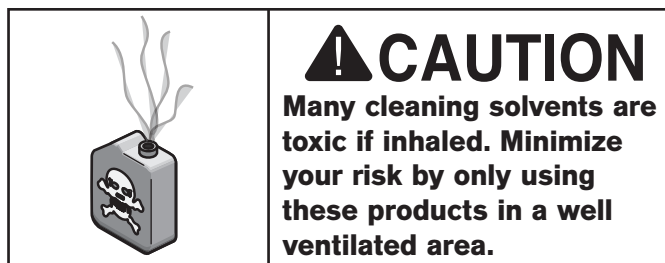 CAUTION
Many cleaning solvents are
toxic if inhaled. Minimize
your risk by only using
these products in a well
ventilated area.